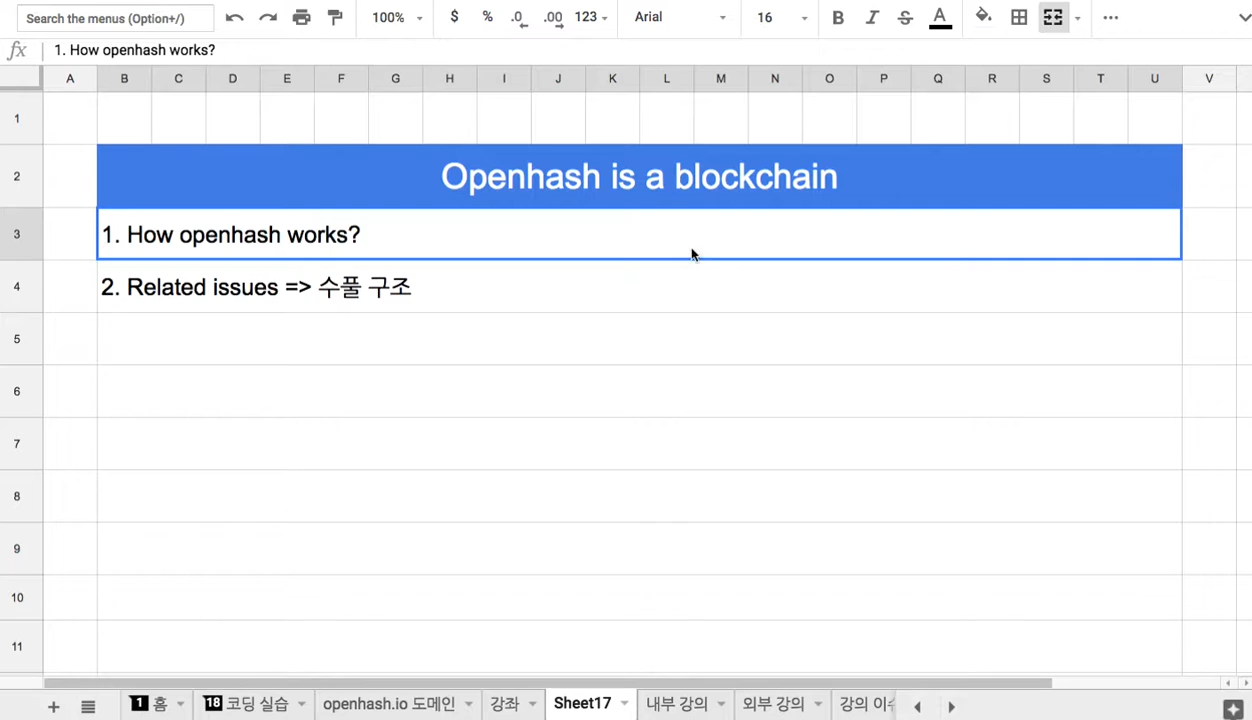 Search the menus (Option+/)
100%
$ % .0 .00 123
Arial
16
B I S A
fx 1. How openhash works?
A B C D E F G H I J K L M N O P Q R S T U V
1
2 Openhash is a blockchain
3 1. How openhash works?
4 2. Related issues => 수풀 구조
5
6
7
8
9
10
11
1 홈 18 코딩 실습 openhash.io 도메인 강좌 Sheet17 내부 강의 외부 강의 강의 이